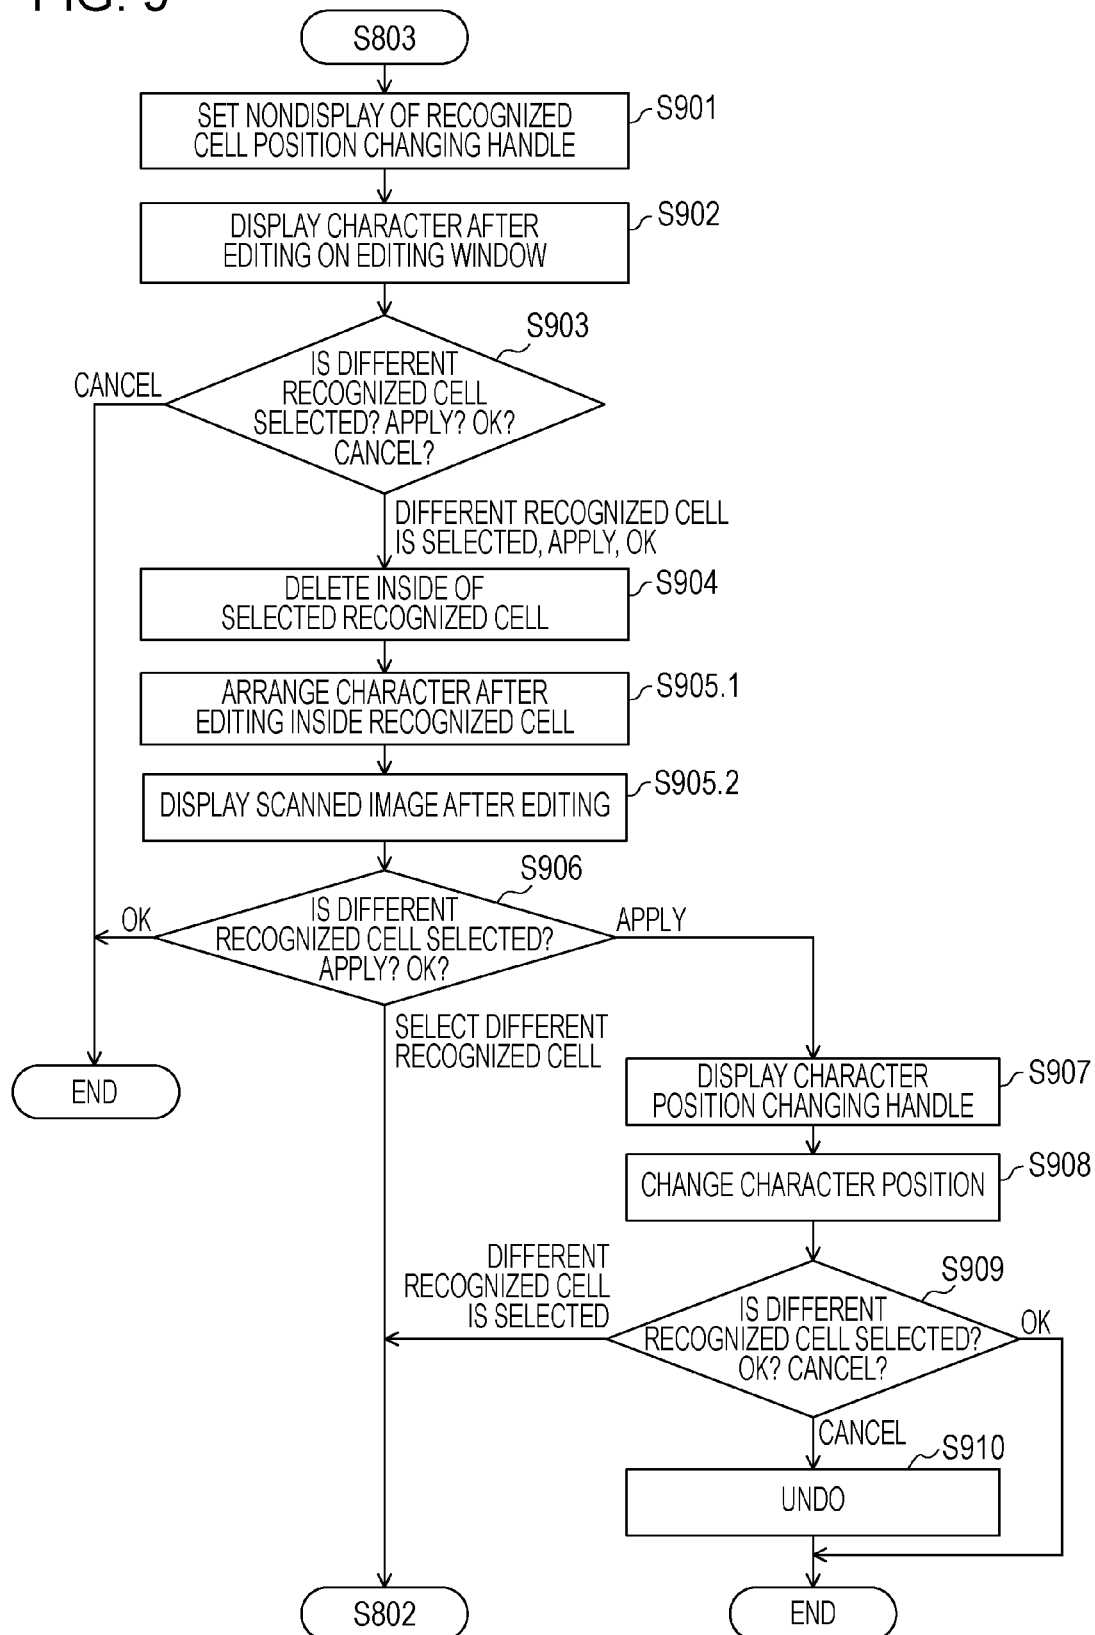 FIG. 9
S803
SET NONDISPLAY OF RECOGNIZED
CELL POSITION CHANGING HANDLE
S901
DISPLAY CHARACTER AFTER
EDITING ON EDITING WINDOW
S902
S903
IS DIFFERENT
RECOGNIZED CELL
SELECTED? APPLY? OK?
CANCEL?
CANCEL
DIFFERENT RECOGNIZED CELL
IS SELECTED, APPLY, OK
DELETE INSIDE OF
SELECTED RECOGNIZED CELL
S904
ARRANGE CHARACTER AFTER
EDITING INSIDE RECOGNIZED CELL
S905.1
DISPLAY SCANNED IMAGE AFTER EDITING
S905.2
S906
IS DIFFERENT
RECOGNIZED CELL SELECTED?
APPLY? OK?
OK
APPLY
SELECT DIFFERENT
RECOGNIZED CELL
END
DISPLAY CHARACTER
POSITION CHANGING HANDLE
S907
CHANGE CHARACTER POSITION
S908
DIFFERENT
RECOGNIZED CELL
IS SELECTED
S909
IS DIFFERENT
RECOGNIZED CELL SELECTED?
OK? CANCEL?
OK
CANCEL
S910
UNDO
S802
END